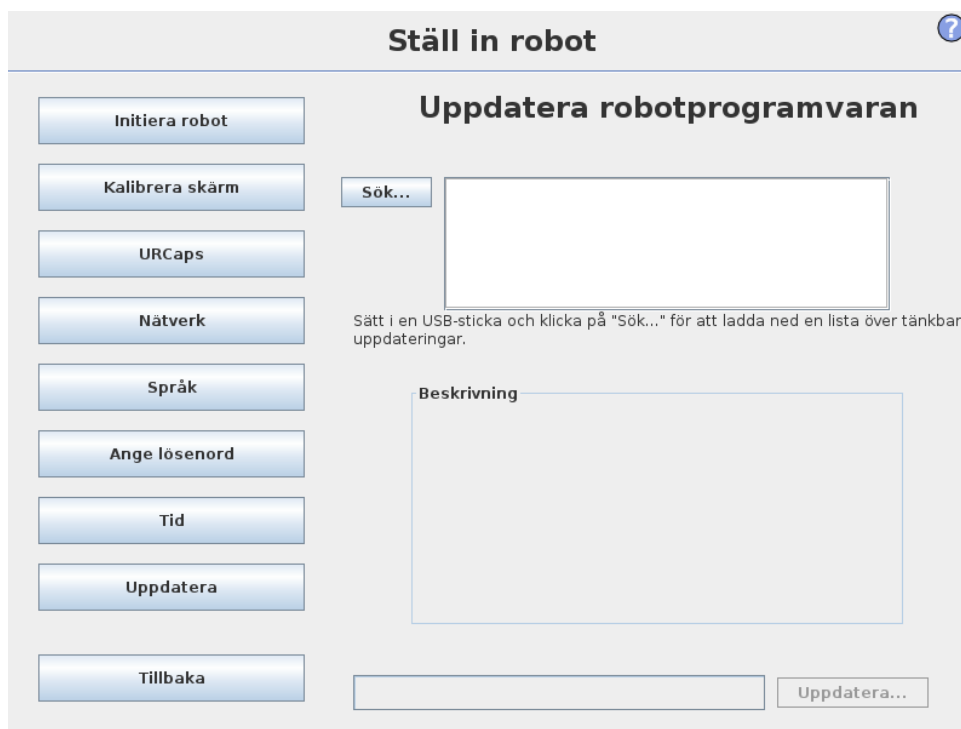 Ställ in robot
?
Initiera robot
Kalibrera skärm
URCaps
Nätverk
Språk
Ange lösenord
Tid
Uppdatera
Tillbaka
Uppdatera robotprogramvaran
Sök...
Sätt i en USB-sticka och klicka på "Sök..." för att ladda ned en lista över tänkbar
uppdateringar.
Beskrivning
Uppdatera...